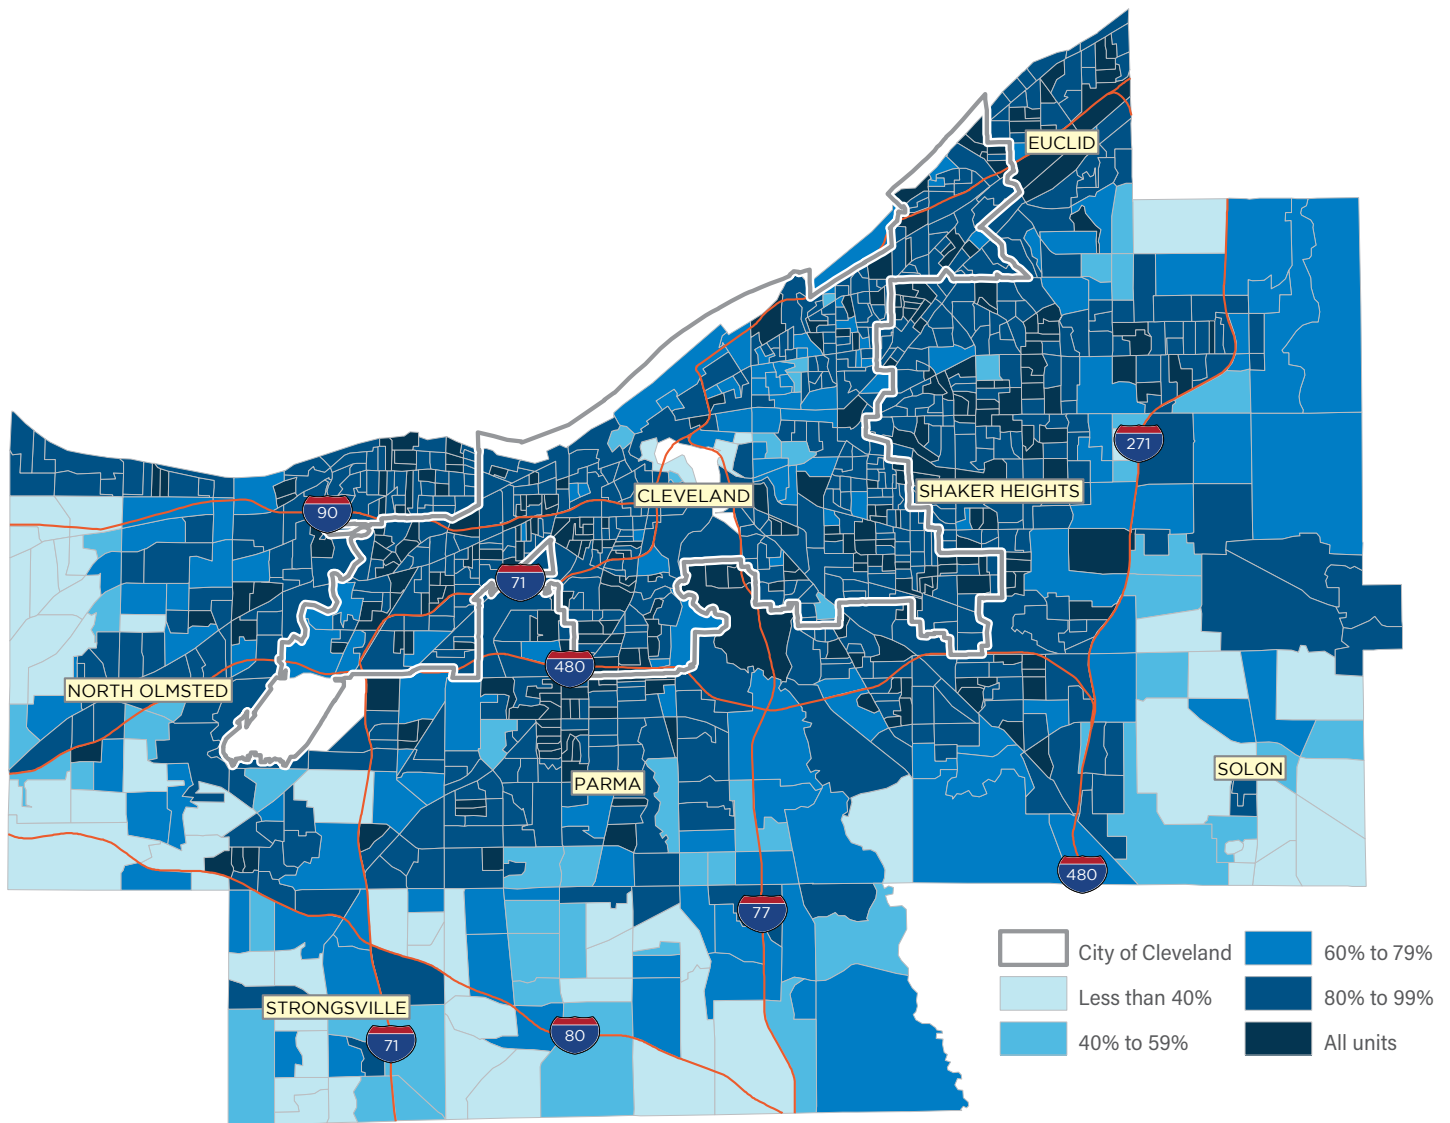 EUCLID
271
CLEVELAND
SHAKER HEIGHTS
90
71
480
NORTH OLMSTED
PARMA
SOLON
480
77
STRONGSVILLE
71
80
City of Cleveland
Less than 40%
40% to 59%
60% to 79%
80% to 99%
All units